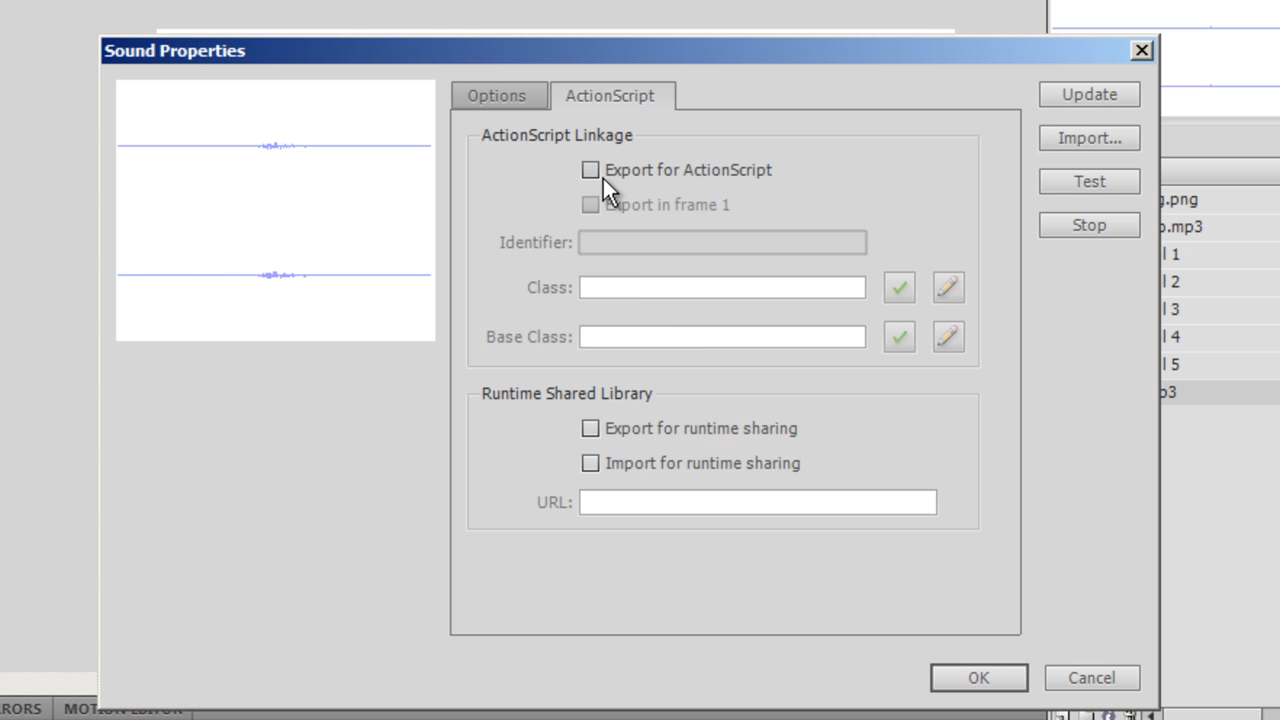 Sound Properties
Options
ActionScript
Update
Import...
Test
Stop
ActionScript Linkage
Export for ActionScript
Export in frame 1
Identifier:
Class:
Base Class:
Runtime Shared Library
Export for runtime sharing
Import for runtime sharing
URL:
OK
Cancel
g.png
o.mp3
l 1
l 2
l 3
l 4
l 5
p3
RORS
MOTION EDITOR